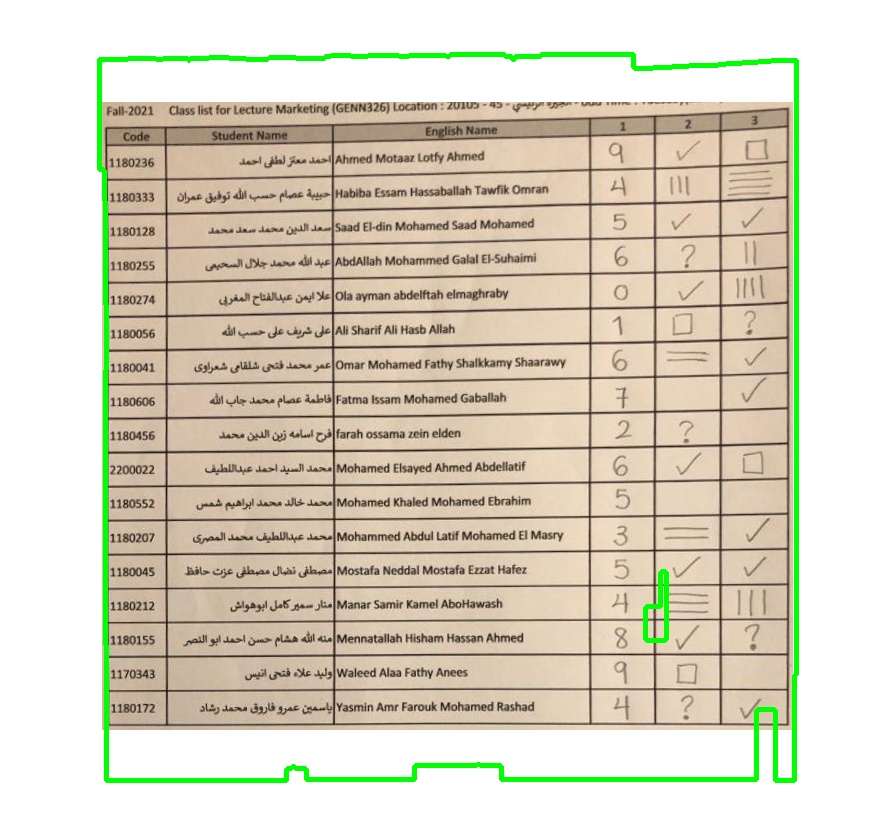 Fall-2021 Class list for Lecture Marketing (GENN326) Location : 20105 - 45 -
Code Student Name English Name 1 2 3
1180236 احمد معتز لطفى احمد Ahmed Motaaz Lotfy Ahmed 9 ✓ □
1180333 حبيبة عصام حسب الله توفيق عمران Habiba Essam Hassaballah Tawfik Omran 4 |||
1180128 سعد الدين محمد سعد محمد Saad El-din Mohamed Saad Mohamed 5 ✓ ✓
1180255 عبد الله محمد جلال السحيمى AbdAllah Mohammed Galal El-Suhaimi 6 ? ||
1180274 علا ايمن عبدالفتاح المغربى Ola ayman abdelftah elmaghraby 0 ✓ ||||
1180056 على شريف على حسب الله Ali Sharif Ali Hasb Allah 1 □ ?
1180041 عمر محمد فتحى شلقامى شعراوى Omar Mohamed Fathy Shalkkamy Shaarawy 6 = ✓
1180606 فاطمة عصام محمد جاب الله Fatma Issam Mohamed Gaballah 7 ✓
1180456 فرح اسامه زين الدين محمد farah ossama zein elden 2 ?
2200022 محمد السيد احمد عبداللطيف Mohamed Elsayed Ahmed Abdellatif 6 ✓ □
1180552 محمد خالد محمد ابراهيم شمس Mohamed Khaled Mohamed Ebrahim 5
1180207 محمد عبداللطيف محمد المصرى Mohammed Abdul Latif Mohamed El Masry 3 = ✓
1180045 مصطفى نضال مصطفى عزت حافظ Mostafa Neddal Mostafa Ezzat Hafez 5 ✓ ✓
1180212 منار سمير كامل ابوهواش Manar Samir Kamel AboHawash 4 |||
1180155 منه الله هشام حسن احمد ابو النصر Mennatallah Hisham Hassan Ahmed 8 ✓ ?
1170343 وليد علاء فتحى انيس Waleed Alaa Fathy Anees 9 □
1180172 ياسمين عمرو فاروق محمد رشاد Yasmin Amr Farouk Mohamed Rashad 4 ? ✓